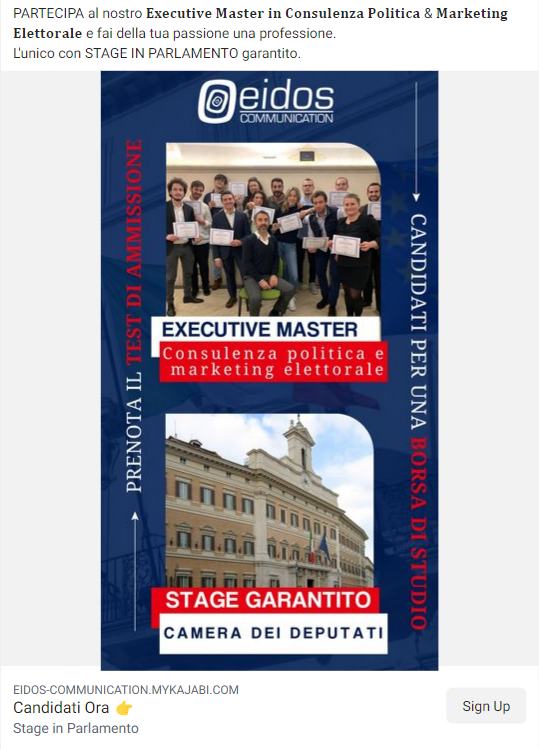 PARTECIPA al nostro Executive Master in Consulenza Politica & Marketing
Elettorale e fai della tua passione una professione.
L'unico con STAGE IN PARLAMENTO garantito.
eidos
COMMUNICATION
PRENOTA IL TEST DI AMMISSIONE
CANDIDATI PER UNA BORSA DI STUDIO
EXECUTIVE MASTER
Consulenza politica e
marketing elettorale
STAGE GARANTITO
CAMERA DEI DEPUTATI
EIDOS-COMMUNICATION.MYKAJABI.COM
Candidati Ora 👉
Stage in Parlamento
Sign Up